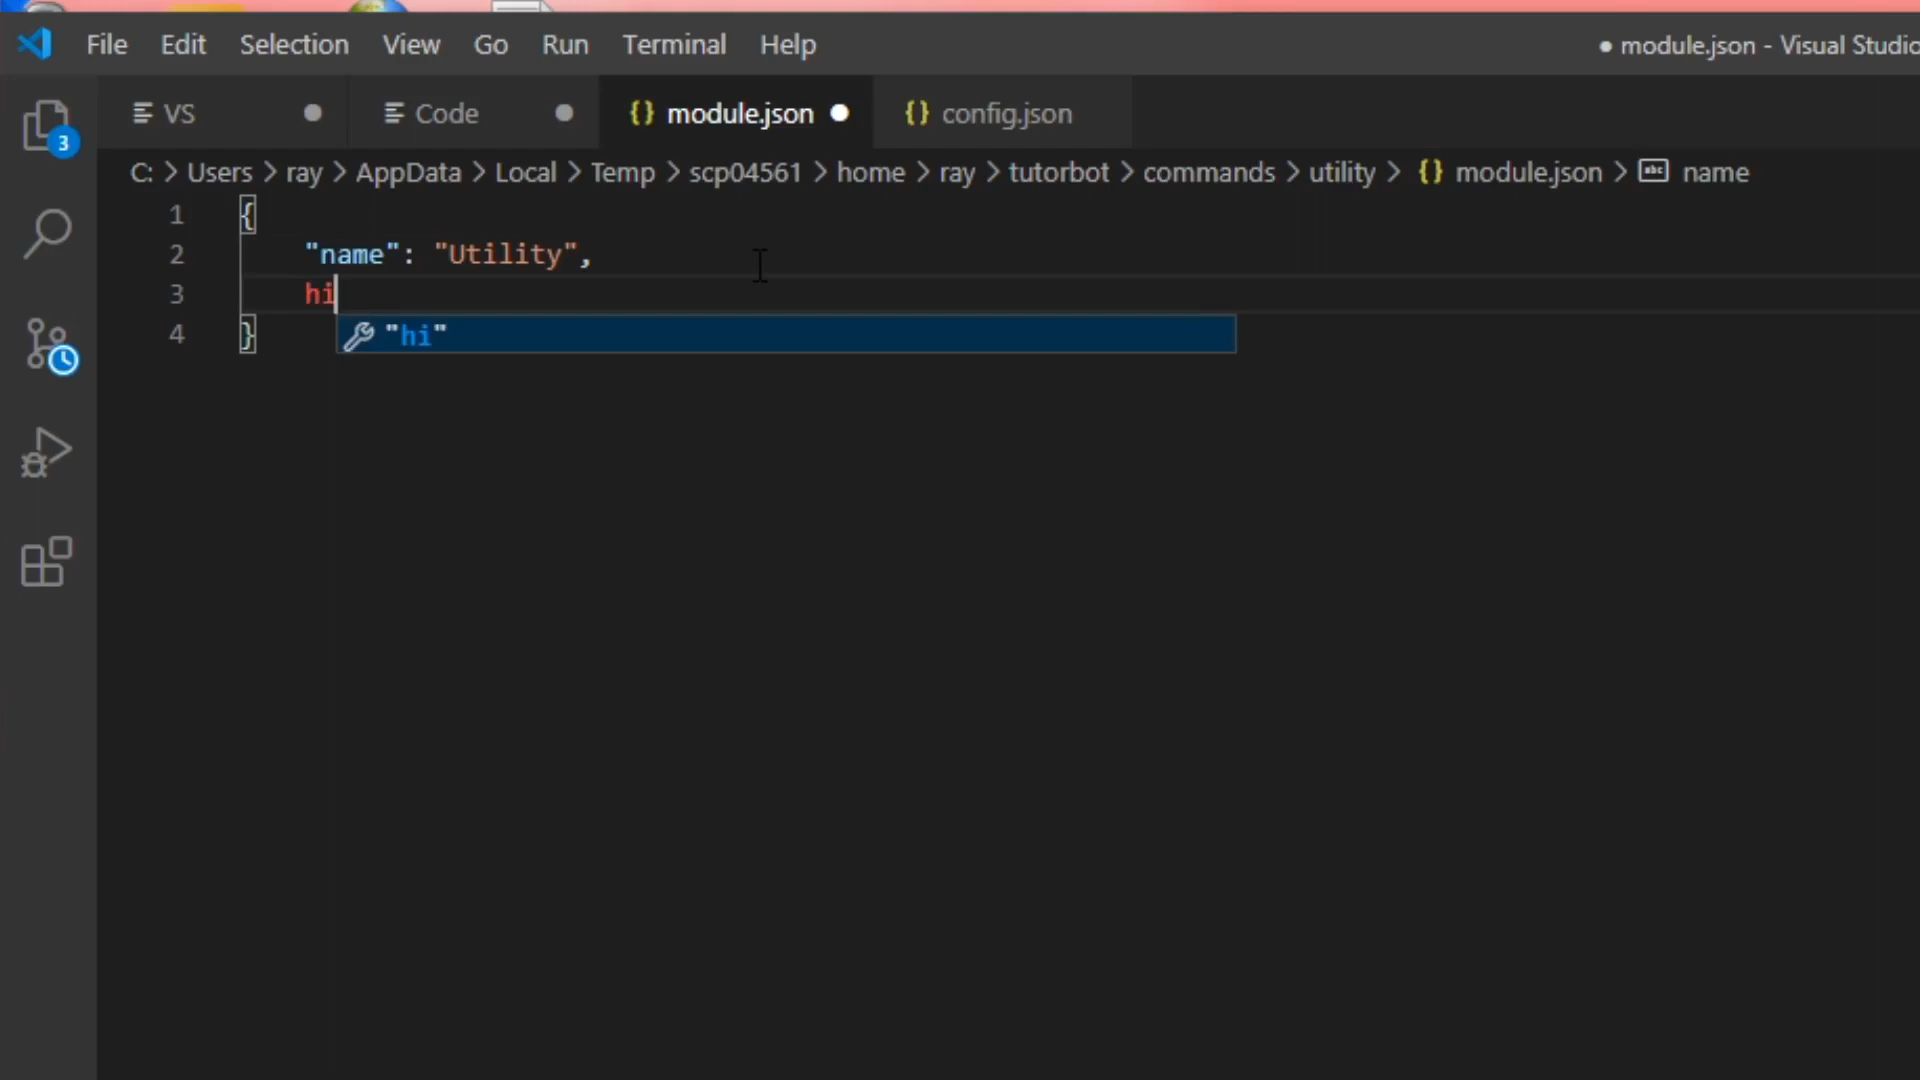 File Edit Selection View Go Run Terminal Help ● module.json - Visual Studio
VS ● Code ● {} module.json ● {} config.json
3
C: > Users > ray > AppData > Local > Temp > scp04561 > home > ray > tutorbot > commands > utility > {} module.json > abc name
1 {
2 "name": "Utility",
3 hi
"hi"
4 }